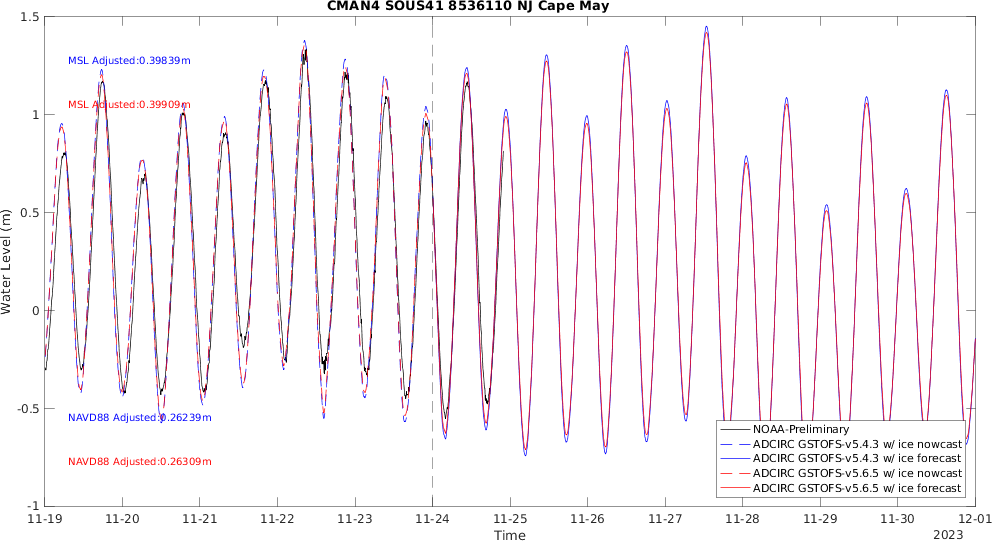 CMAN4 SOUS41 8536110 NJ Cape May
1.5
1
0.5
0
-0.5
-1
Water Level (m)
MSL Adjusted:0.39839m
MSL Adjusted:0.39909m
NAVD88 Adjusted:0.26239m
NAVD88 Adjusted:0.26309m
NOAA-Preliminary
ADCIRC GSTOFS-v5.4.3 w/ ice nowcast
ADCIRC GSTOFS-v5.4.3 w/ ice forecast
ADCIRC GSTOFS-v5.6.5 w/ ice nowcast
ADCIRC GSTOFS-v5.6.5 w/ ice forecast
11-19 11-20 11-21 11-22 11-23 11-24 11-25 11-26 11-27 11-28 11-29 11-30 12-01
Time
2023